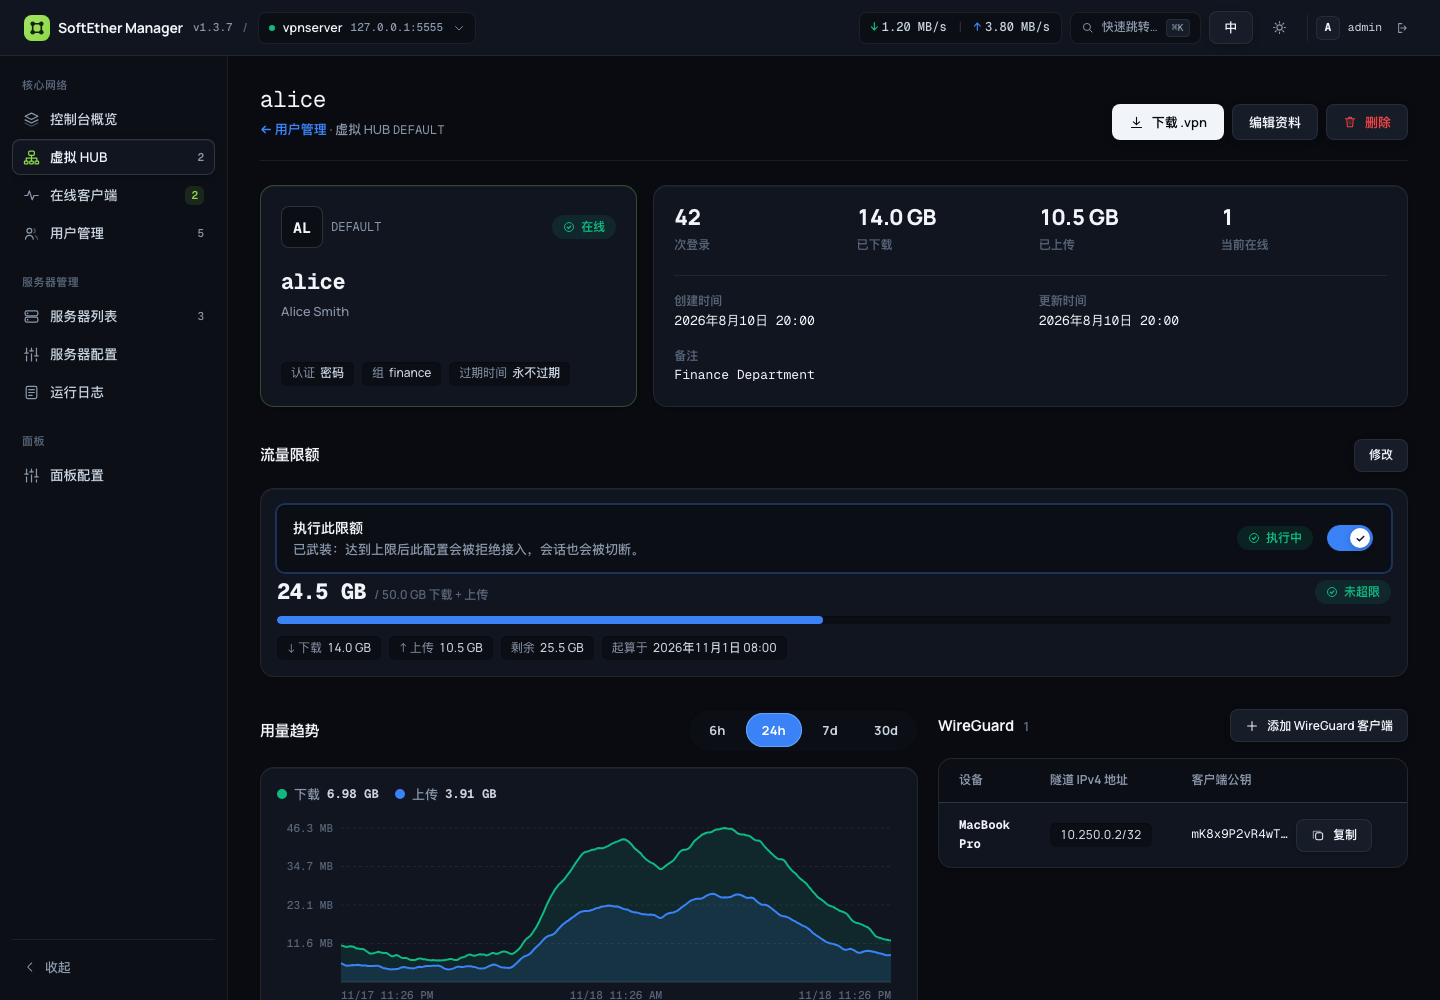 SoftEther Manager v1.3.7 / vpnserver 127.0.0.1:5555
↓1.20 MB/s | ↑3.80 MB/s 快速跳转... ⌘K 中 A admin
核心网络
控制台概览
虚拟 HUB 2
在线客户端 2
用户管理 5
服务器管理
服务器列表 3
服务器配置
运行日志
面板
面板配置
收起
alice
← 用户管理 · 虚拟 HUB DEFAULT
下载 .vpn 编辑资料 删除
AL DEFAULT 在线
alice
Alice Smith
认证 密码 组 finance 过期时间 永不过期
42 14.0 GB 10.5 GB 1
次登录 已下载 已上传 当前在线
创建时间 更新时间
2026年8月10日 20:00 2026年8月10日 20:00
备注
Finance Department
流量限额 修改
执行此限额
已武装：达到上限后此配置会被拒绝接入，会话也会被切断。
执行中
24.5 GB / 50.0 GB 下载 + 上传 未超限
↓ 下载 14.0 GB ↑ 上传 10.5 GB 剩余 25.5 GB 起算于 2026年11月1日 08:00
用量趋势 6h 24h 7d 30d
下载 6.98 GB 上传 3.91 GB
46.3 MB
34.7 MB
23.1 MB
11.6 MB
11/17 11:26 PM 11/18 11:26 AM 11/18 11:26 PM
WireGuard 1 + 添加 WireGuard 客户端
设备 隧道 IPv4 地址 客户端公钥
MacBook Pro 10.250.0.2/32 mK8x9P2vR4wT… 复制